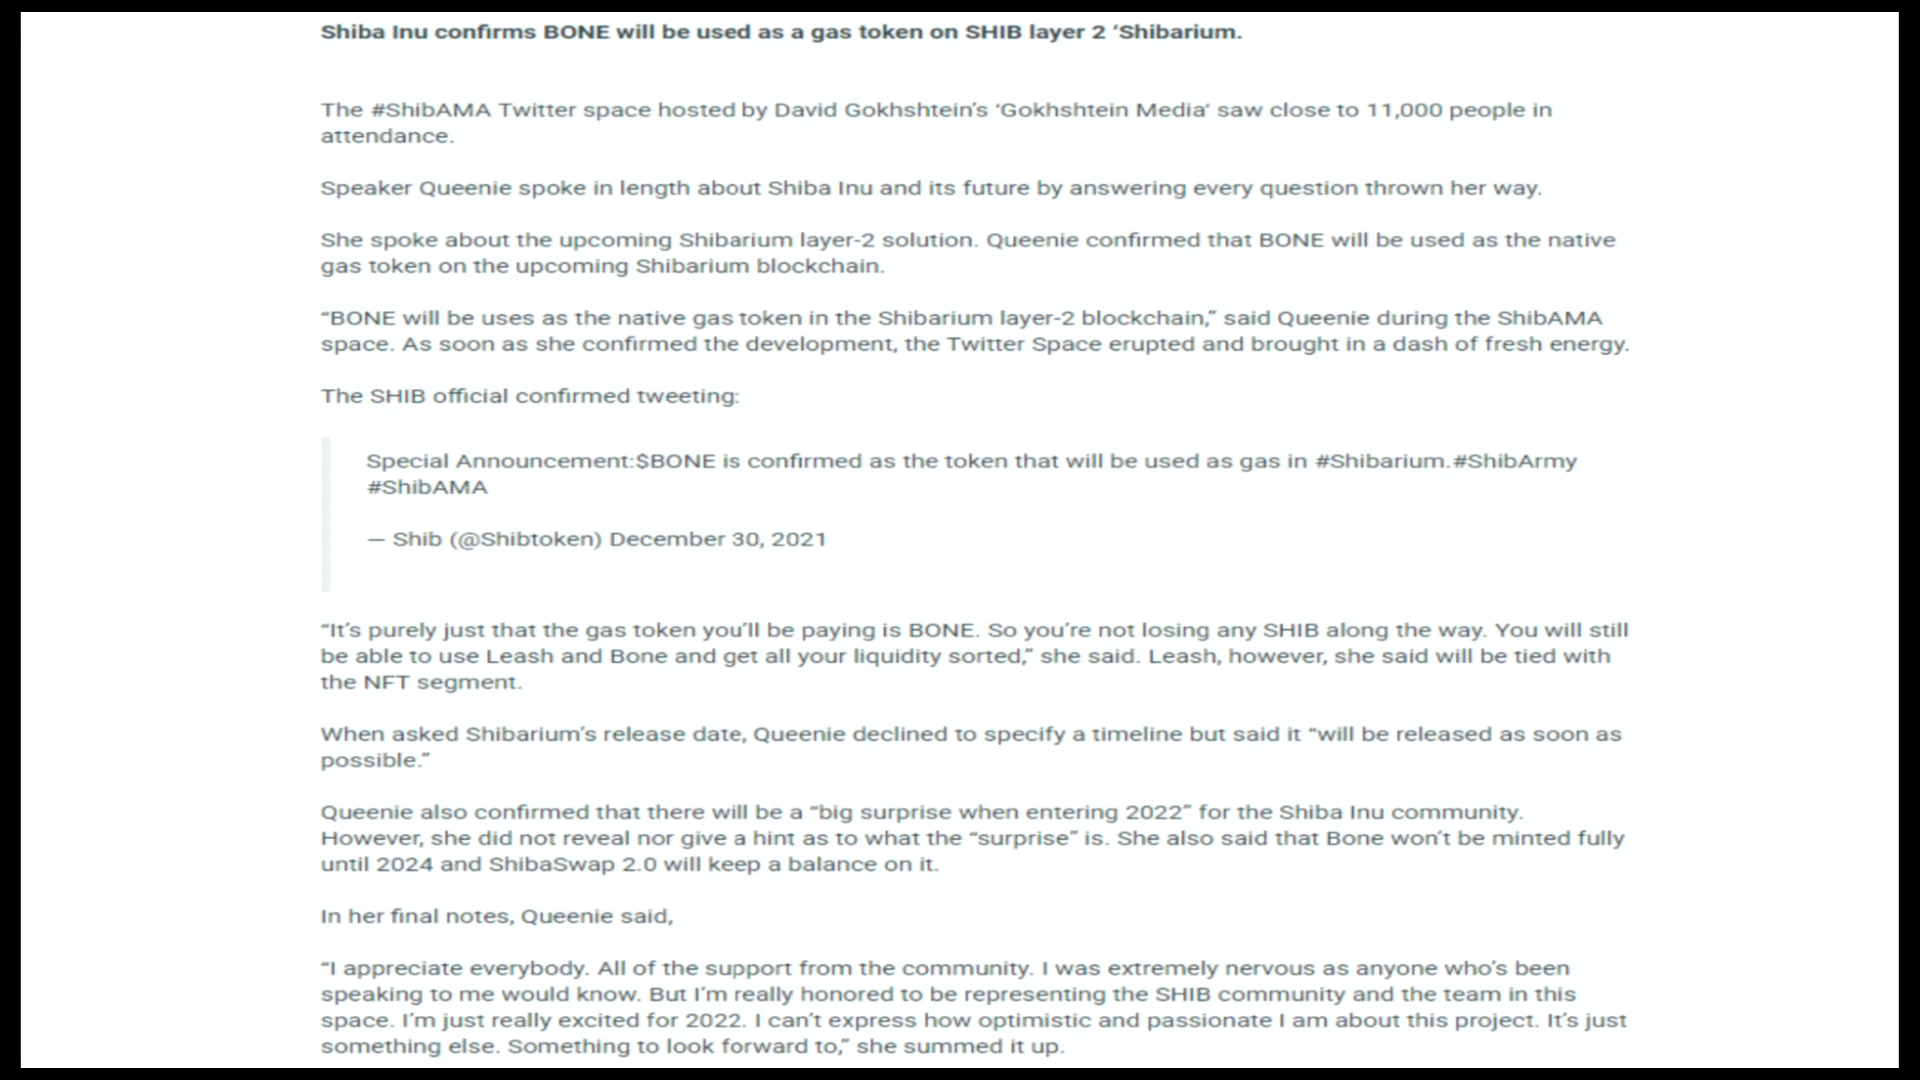 Shiba Inu confirms BONE will be used as a gas token on SHIB layer 2 ‘Shibarium.
The #ShibAMA Twitter space hosted by David Gokhshtein’s ‘Gokhshtein Media’ saw close to 11,000 people in
attendance.
Speaker Queenie spoke in length about Shiba Inu and its future by answering every question thrown her way.
She spoke about the upcoming Shibarium layer-2 solution. Queenie confirmed that BONE will be used as the native
gas token on the upcoming Shibarium blockchain.
“BONE will be uses as the native gas token in the Shibarium layer-2 blockchain,” said Queenie during the ShibAMA
space. As soon as she confirmed the development, the Twitter Space erupted and brought in a dash of fresh energy.
The SHIB official confirmed tweeting:
Special Announcement:$BONE is confirmed as the token that will be used as gas in #Shibarium.#ShibArmy
#ShibAMA
— Shib (@Shibtoken) December 30, 2021
“It’s purely just that the gas token you’ll be paying is BONE. So you’re not losing any SHIB along the way. You will still
be able to use Leash and Bone and get all your liquidity sorted,” she said. Leash, however, she said will be tied with
the NFT segment.
When asked Shibarium’s release date, Queenie declined to specify a timeline but said it “will be released as soon as
possible.”
Queenie also confirmed that there will be a “big surprise when entering 2022” for the Shiba Inu community.
However, she did not reveal nor give a hint as to what the “surprise” is. She also said that Bone won’t be minted fully
until 2024 and ShibaSwap 2.0 will keep a balance on it.
In her final notes, Queenie said,
“I appreciate everybody. All of the support from the community. I was extremely nervous as anyone who’s been
speaking to me would know. But I’m really honored to be representing the SHIB community and the team in this
space. I’m just really excited for 2022. I can’t express how optimistic and passionate I am about this project. It’s just
something else. Something to look forward to,” she summed it up.